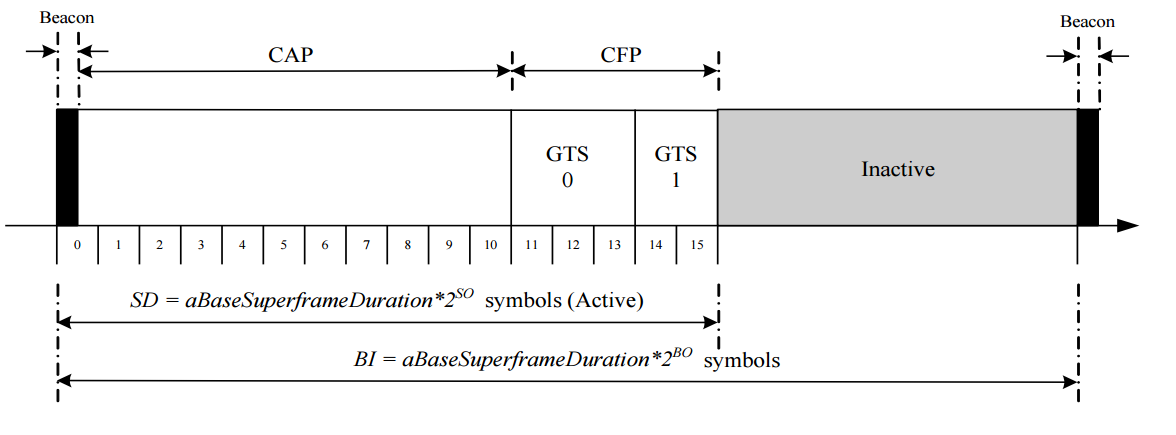 Beacon
Beacon
CAP
CFP
GTS
0
GTS
1
Inactive
0 1 2 3 4 5 6 7 8 9 10 11 12 13 14 15
SD = aBaseSuperframeDuration*2^SO symbols (Active)
BI = aBaseSuperframeDuration*2^BO symbols